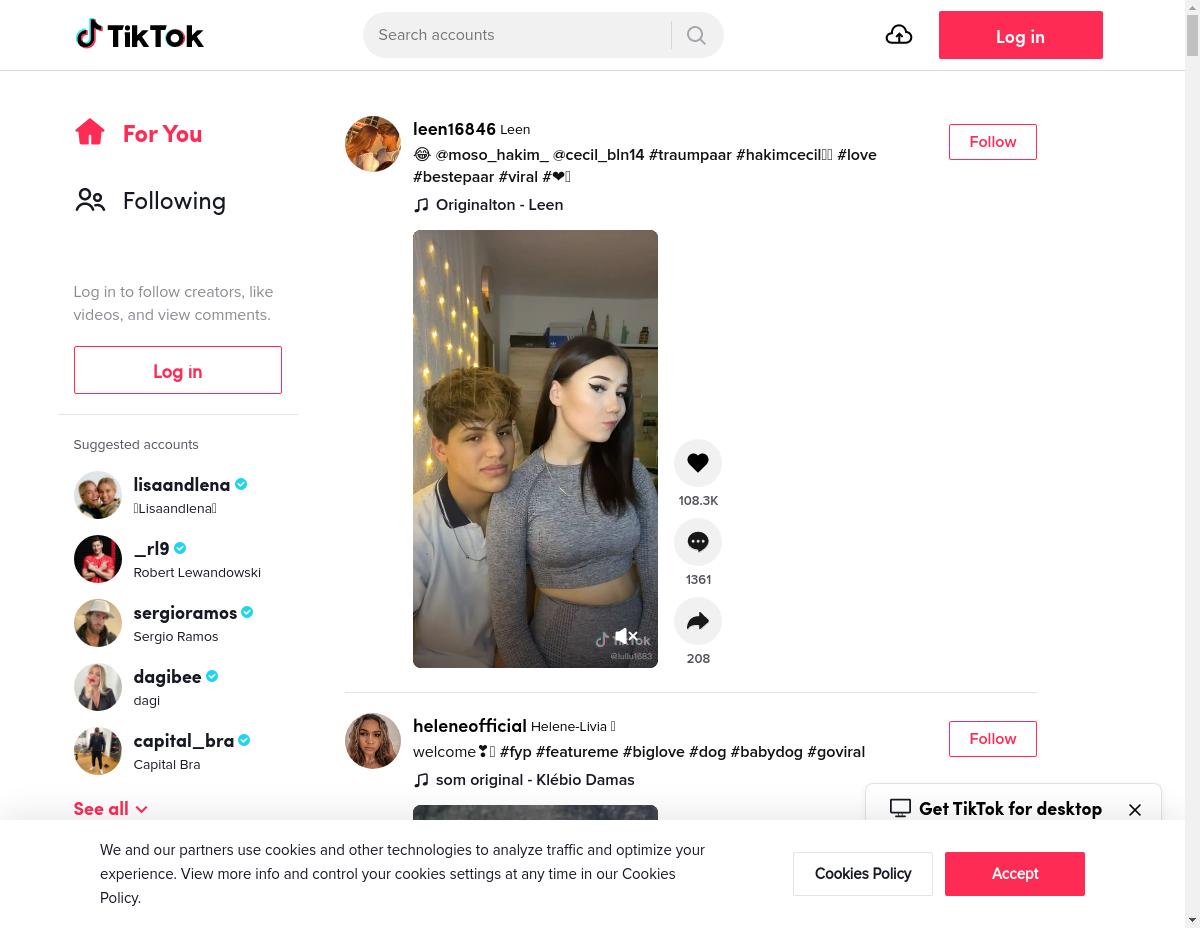 TikTok
Search accounts
Log in
For You
Following
Log in to follow creators, like
videos, and view comments.
Log in
Suggested accounts
lisaandlena
Lisaandlena
_rl9
Robert Lewandowski
sergioramos
Sergio Ramos
dagibee
dagi
capital_bra
Capital Bra
See all
leen16846 Leen
😂 @moso_hakim_ @cecil_bln14 #traumpaar #hakimcecil #love
#bestepaar #viral #❤
Originalton - Leen
Follow
TikTok
@lullu1683
108.3K
1361
208
heleneofficial Helene-Livia
welcome❣ #fyp #featureme #biglove #dog #babydog #goviral
som original - Klébio Damas
Follow
Get TikTok for desktop
We and our partners use cookies and other technologies to analyze traffic and optimize your
experience. View more info and control your cookies settings at any time in our Cookies
Policy.
Cookies Policy
Accept